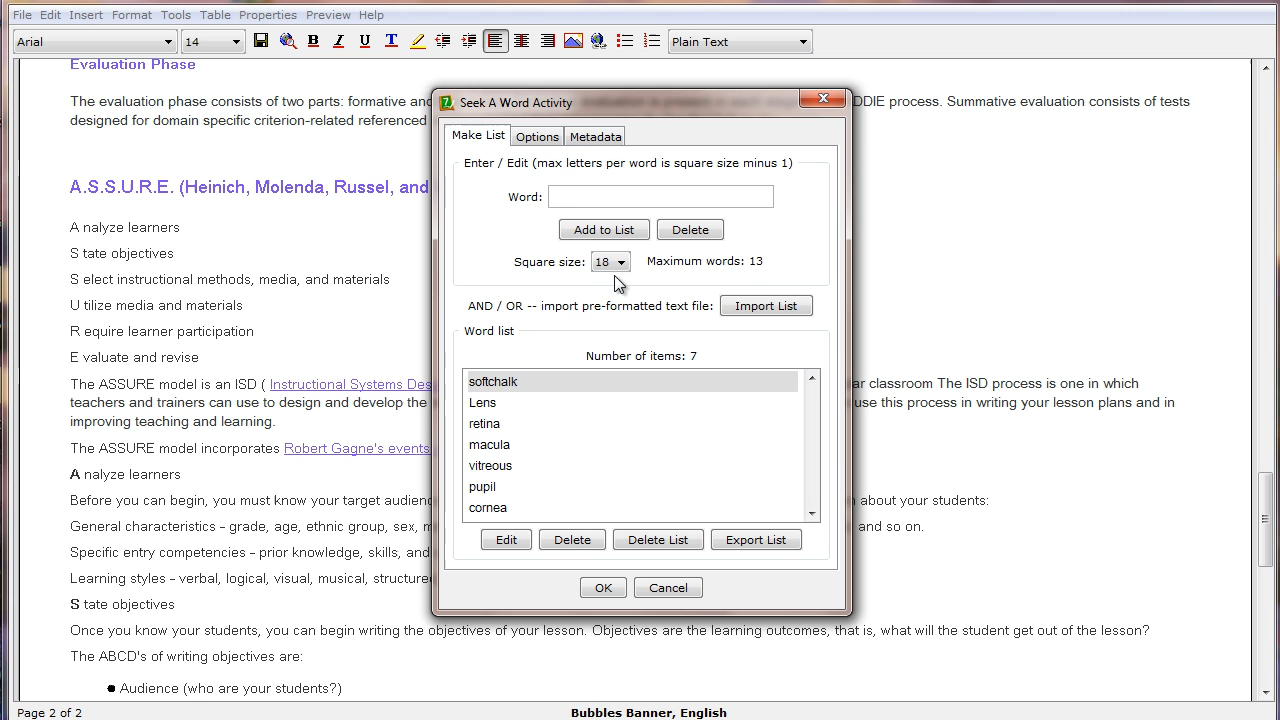 File Edit Insert Format Tools Table Properties Preview Help
Arial 14 B I U T Plain Text
Evaluation Phase
The evaluation phase consists of two parts: formative and DDIE process. Summative evaluation consists of tests
designed for domain specific criterion-related referenced
A.S.S.U.R.E. (Heinich, Molenda, Russel, and
A nalyze learners
S tate objectives
S elect instructional methods, media, and materials
U tilize media and materials
R equire learner participation
E valuate and revise
The ASSURE model is an ISD ( Instructional Systems Des ar classroom The ISD process is one in which
teachers and trainers can use to design and develop the use this process in writing your lesson plans and in
improving teaching and learning.
The ASSURE model incorporates Robert Gagne's events
A nalyze learners
Before you can begin, you must know your target audienc n about your students:
General characteristics - grade, age, ethnic group, sex, m and so on.
Specific entry competencies - prior knowledge, skills, and
Learning styles - verbal, logical, visual, musical, structured
S tate objectives
Once you know your students, you can begin writing the objectives of your lesson. Objectives are the learning outcomes, that is, what will the student get out of the lesson?
The ABCD's of writing objectives are:
● Audience (who are your students?)
Page 2 of 2 Bubbles Banner, English
Seek A Word Activity
Make List Options Metadata
Enter / Edit (max letters per word is square size minus 1)
Word:
Add to List Delete
Square size: 18 Maximum words: 13
AND / OR -- import pre-formatted text file: Import List
Word list
Number of items: 7
softchalk
Lens
retina
macula
vitreous
pupil
cornea
Edit Delete Delete List Export List
OK Cancel